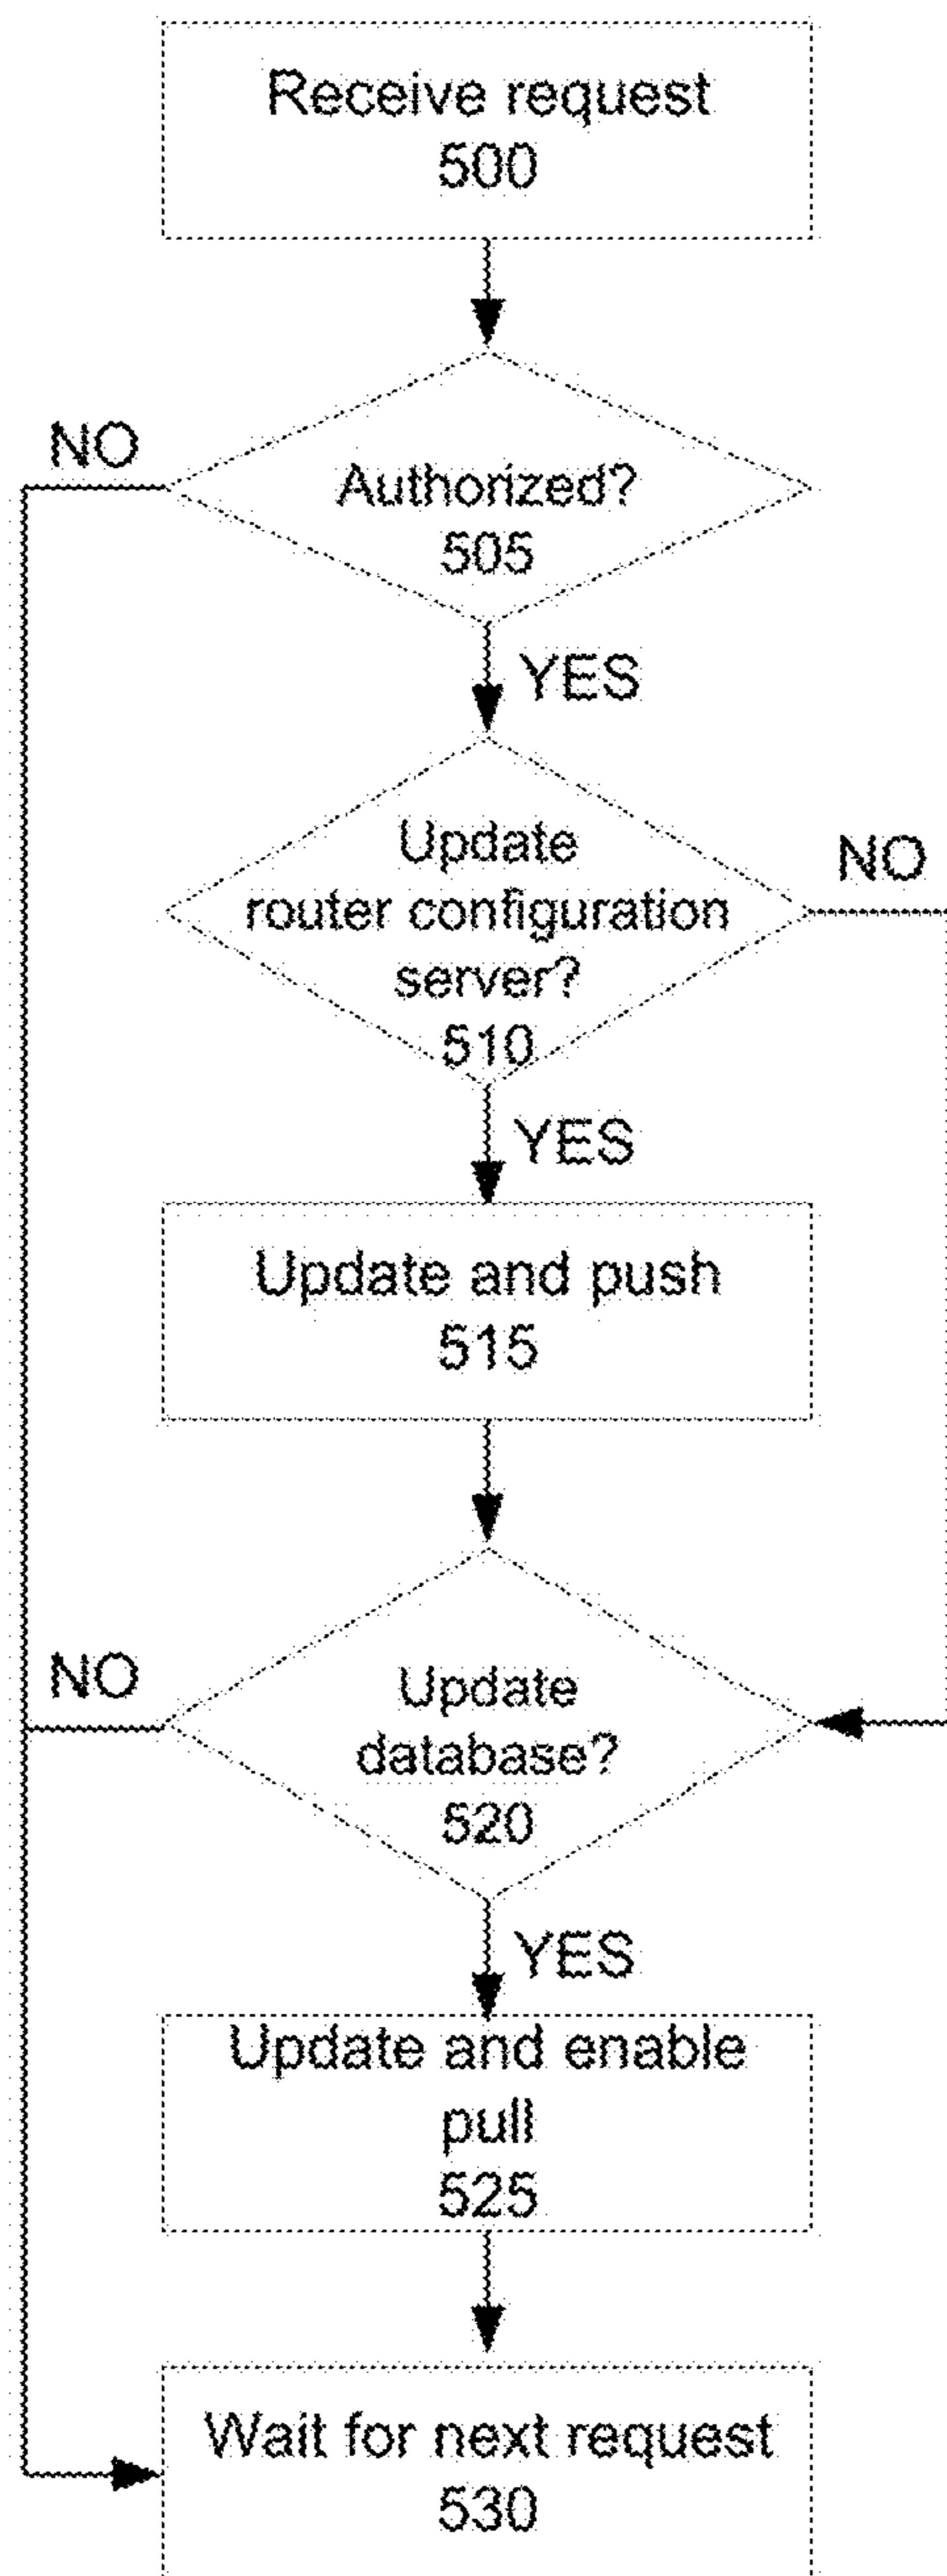 Receive request
500
NO
Authorized?
505
YES
Update
router configuration
server?
510
NO
YES
Update and push
515
NO
Update
database?
520
YES
Update and enable
pull
525
Wait for next request
530